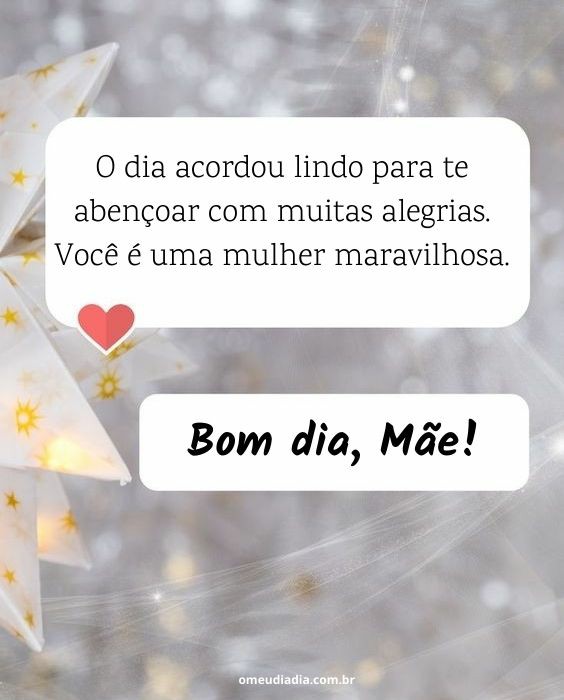 O dia acordou lindo para te
abençoar com muitas alegrias.
Você é uma mulher maravilhosa.
Bom dia, Mãe!
omeudiadia.com.br